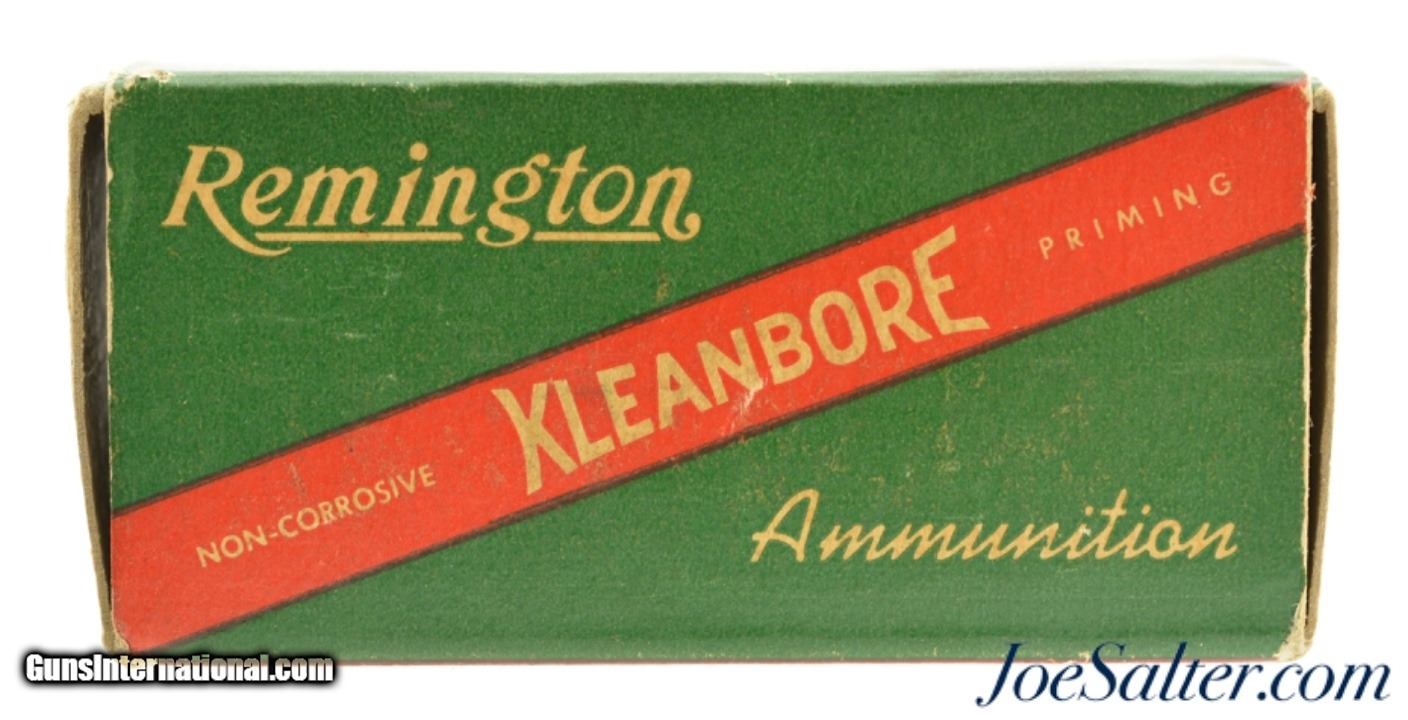 Remington
NON-CORROSIVE KLEANBORE PRIMING
Ammunition
GunsInternational.com
JoeSalter.com